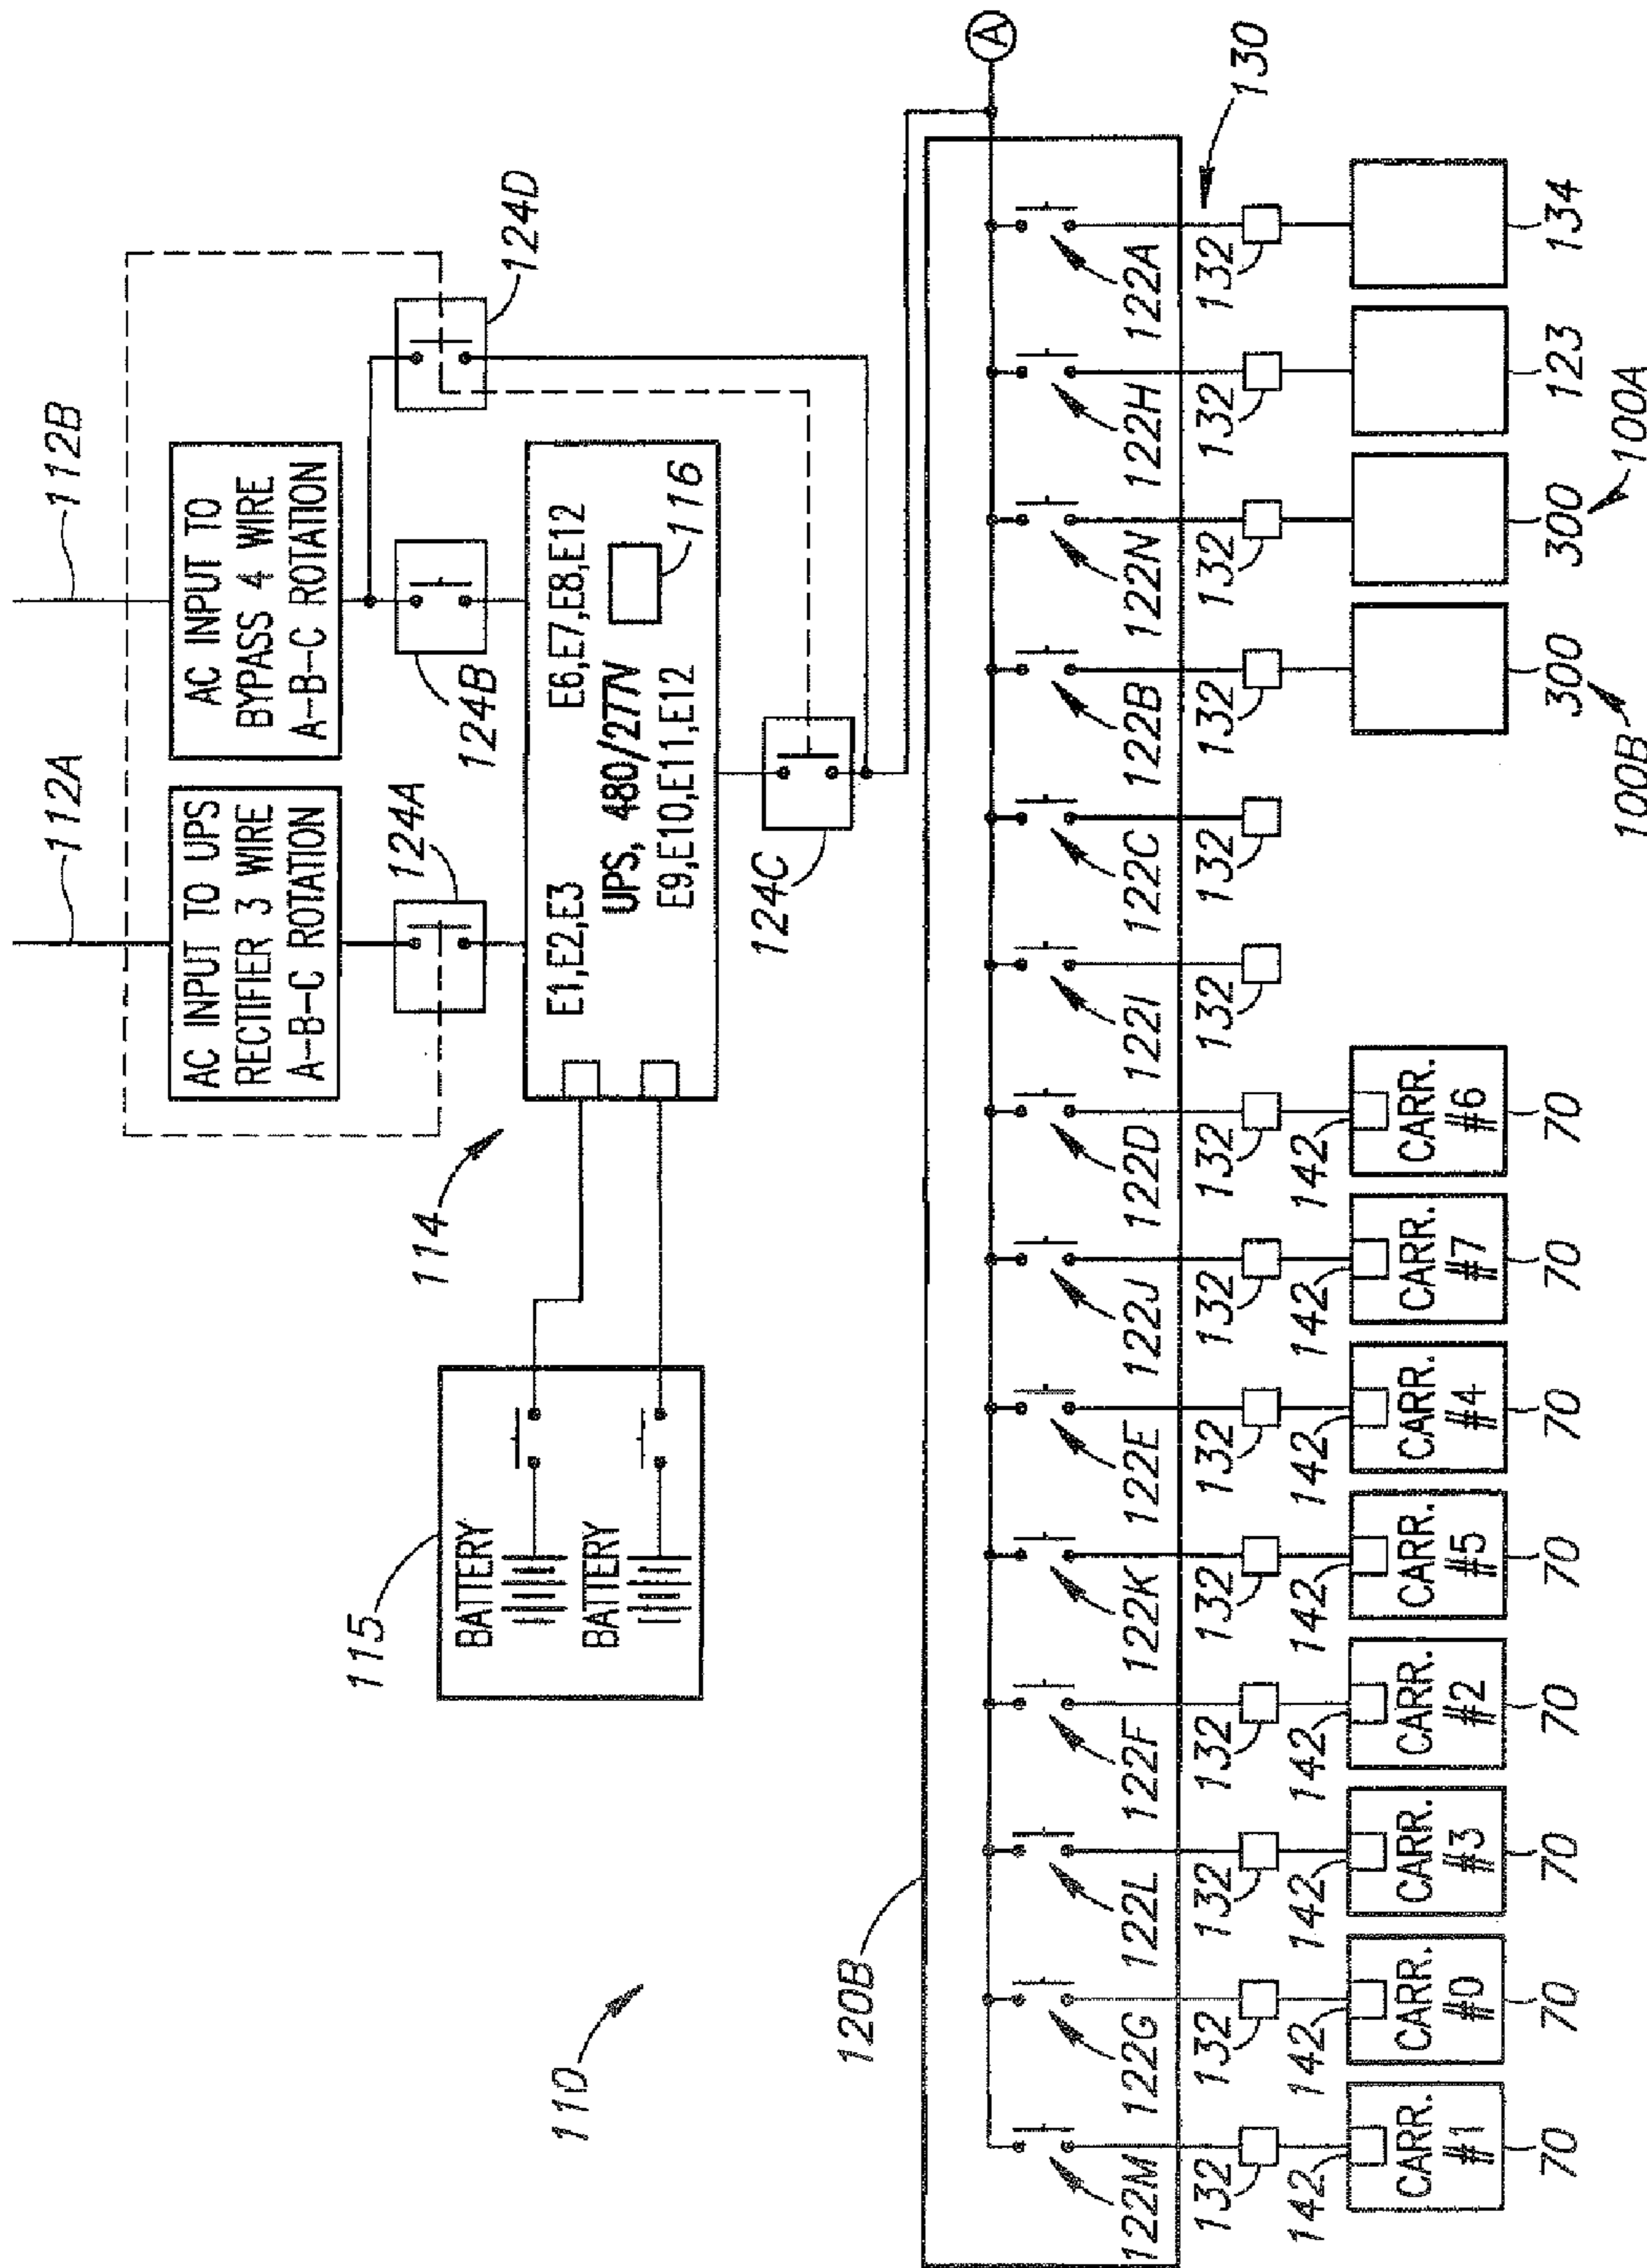 112A
112B
AC INPUT TO UPS
RECTIFIER 3 WIRE
A-B-C ROTATION
AC INPUT TO
BYPASS 4 WIRE
A-B-C ROTATION
124A
124B
124D
114
E1,E2,E3
E6,E7,E8,E12
UPS, 480/277V
E9,E10,E11,E12
116
115
BATTERY
BATTERY
124C
110
120B
A
130
122M
122G
122L
122F
122K
122E
122J
122D
122I
122C
122B
122N
122H
122A
132
132
132
132
132
132
132
132
132
132
132
132
132
132
142
142
142
142
142
142
142
142
CARR.
#1
CARR.
#0
CARR.
#3
CARR.
#2
CARR.
#5
CARR.
#4
CARR.
#7
CARR.
#6
70
70
70
70
70
70
70
70
300
300
123
134
100B
100A